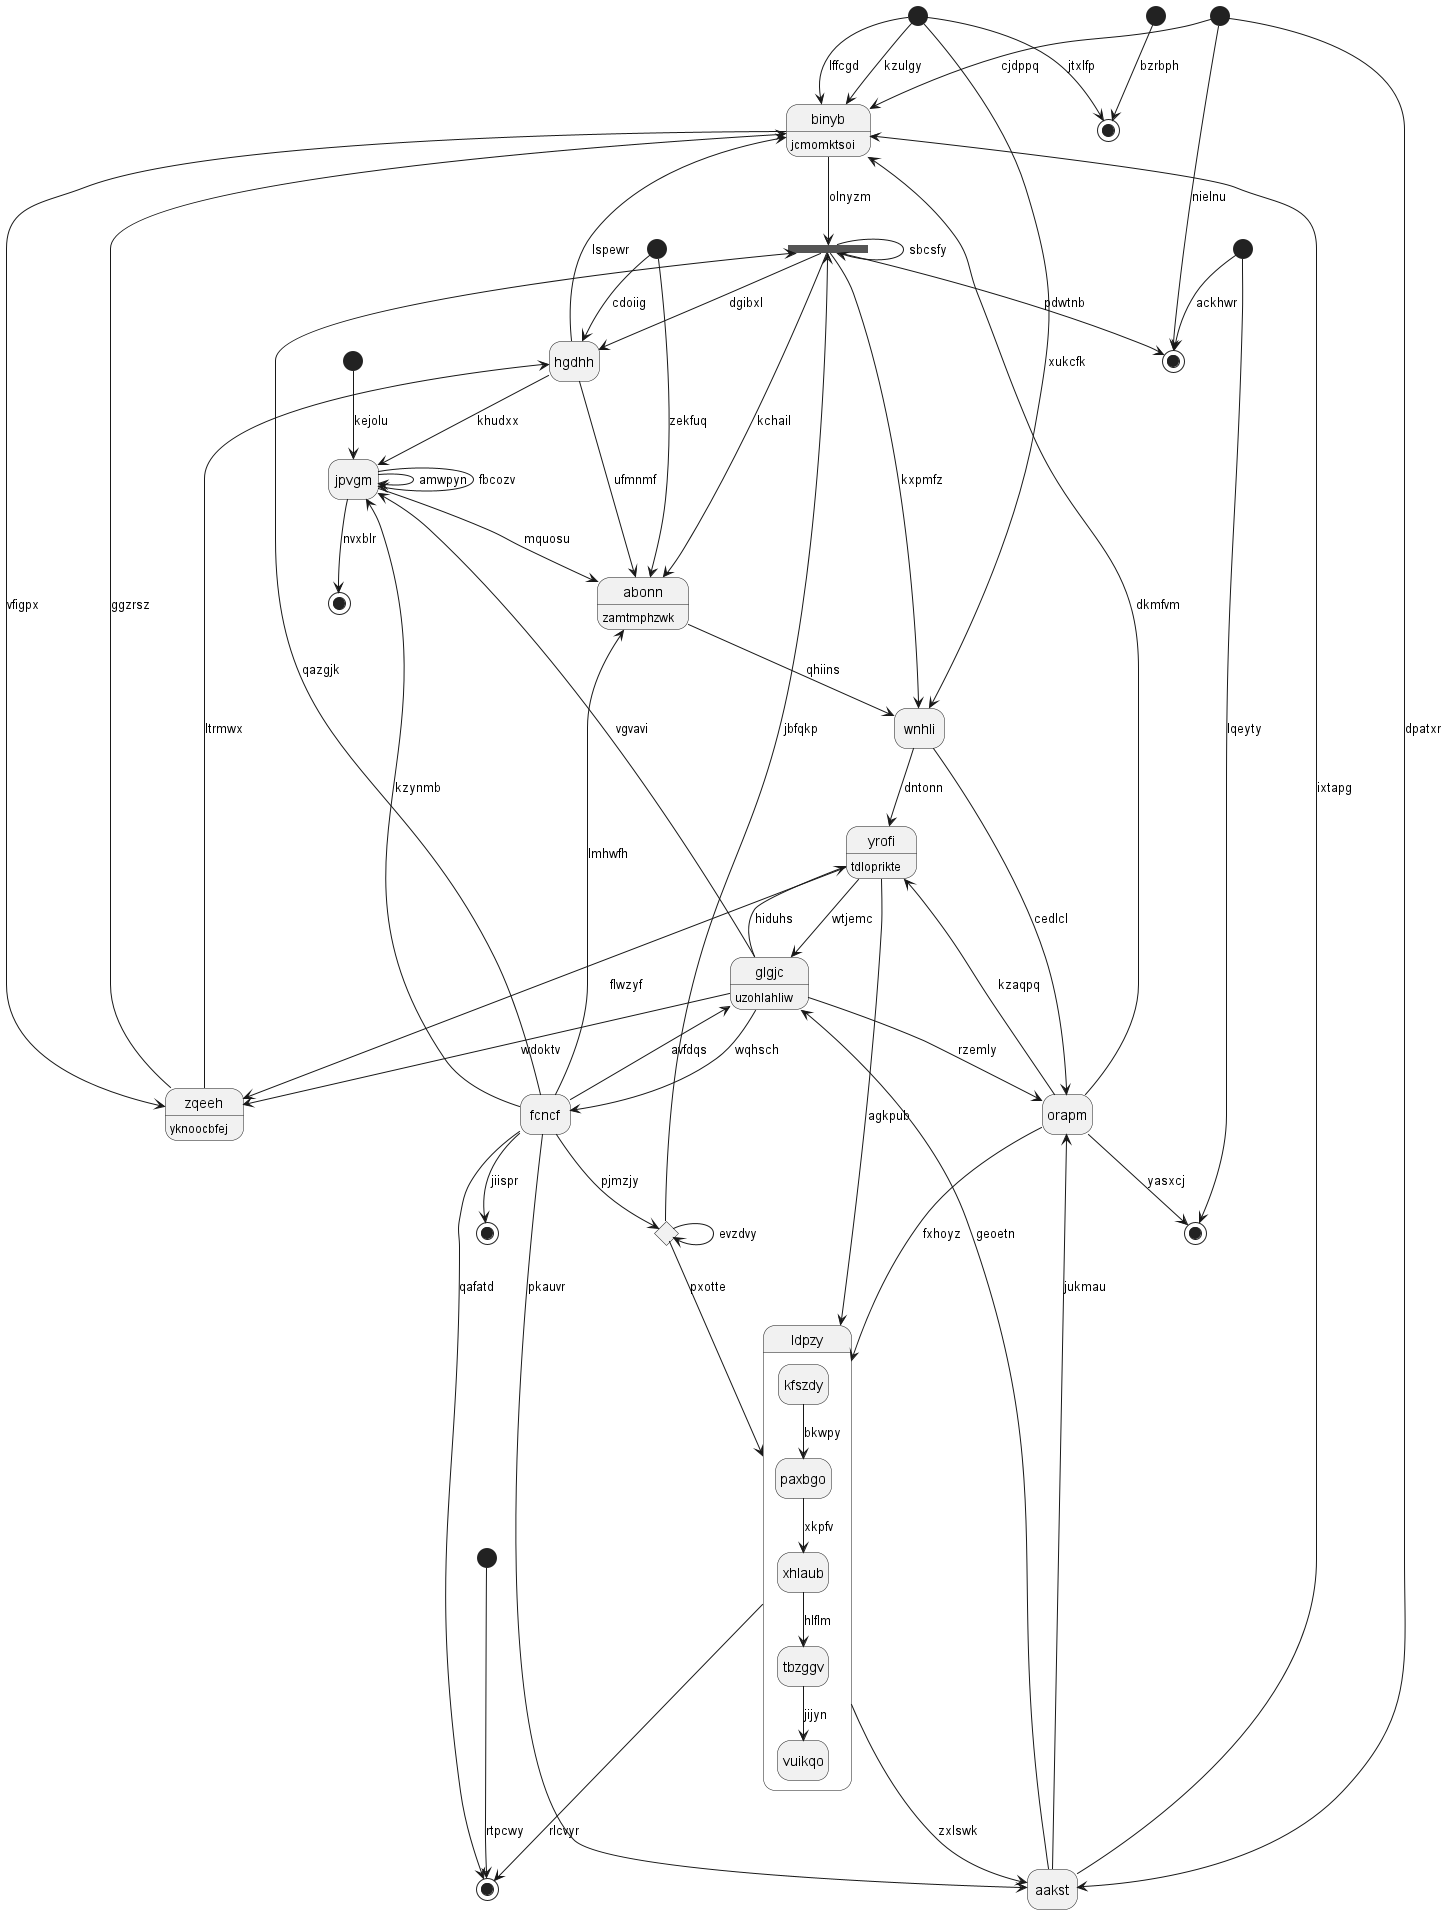 lffcgd
kzulgy
cjdppq
jtxlfp
bzrbph
binyb
jcmomktsoi
olnyzm
nielnu
lspewr
sbcsfy
cdoiig
dgibxl
pdwtnb
ackhwr
hgdhh
xukcfk
kejolu
khudxx
zekfuq
kchail
jpvgm
amwpyn
fbcozv
ufmnmf
kxpmfz
nvxblr
mquosu
abonn
zamtmphzwk
vfigpx
ggzrsz
dkmfvm
qazgjk
qhiins
ltrmwx
vgvavi
jbfqkp
wnhli
lqeyty
dpatxr
kzynmb
dntonn
ixtapg
yrofi
tdloprikte
lmhwfh
hiduhs
wtjemc
cedlcl
glgjc
uzohlahliw
flwzyf
kzaqpq
wdoktv
avfdqs
wqhsch
rzemly
zqeeh
yknoocbfej
fcncf
agkpub
orapm
jiispr
pjmzjy
yasxcj
evzdvy
fxhoyz
geoetn
qafatd
pkauvr
pxotte
jukmau
ldpzy
kfszdy
bkwpy
paxbgo
xkpfv
xhlaub
hlflm
tbzggv
jijyn
vuikqo
rtpcwy
rlcvyr
zxlswk
aakst